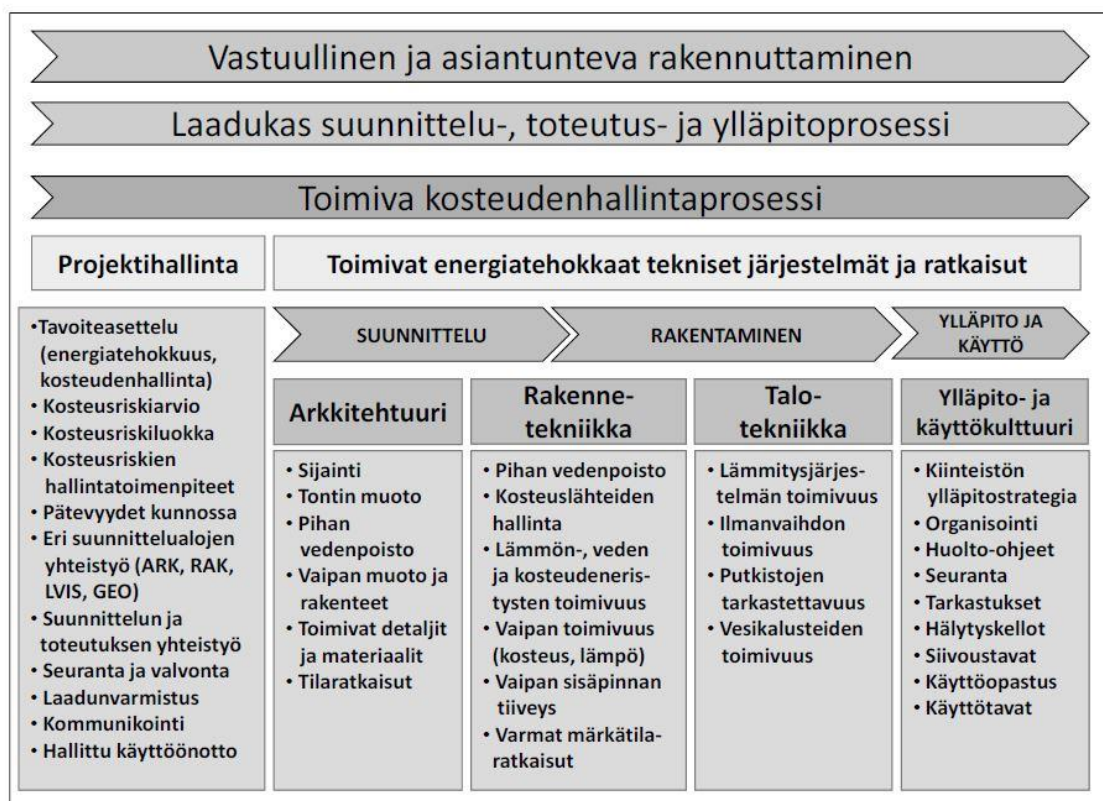 Vastuullinen ja asiantunteva rakennuttaminen
Laadukas suunnittelu-, toteutus- ja ylläpitoprosessi
Toimiva kosteudenhallintaprosessi
Projektihallinta
Toimivat energiatehokkaat tekniset järjestelmät ja ratkaisut
•Tavoiteasettelu
(energiatehokkuus,
kosteudenhallinta)
• Kosteusriskiarvio
• Kosteusriskiluokka
• Kosteusriskien
hallintatoimenpiteet
• Pätevyydet kunnossa
• Eri suunnittelualojen
yhteistyö (ARK, RAK,
LVIS, GEO)
• Suunnittelun ja
toteutuksen yhteistyö
• Seuranta ja valvonta
• Laadunvarmistus
• Kommunikointi
• Hallittu käyttöönotto
SUUNNITTELU
RAKENTAMINEN
YLLÄPITO JA
KÄYTTÖ
Arkkitehtuuri
• Sijainti
• Tontin muoto
• Pihan
vedenpoisto
• Vaipan muoto ja
rakenteet
• Toimivat detaljit
ja materiaalit
• Tilaratkaisut
Rakenne-
tekniikka
• Pihan vedenpoisto
• Kosteuslähteiden
hallinta
• Lämmön-, veden
ja kosteudeneris-
tysten toimivuus
• Vaipan toimivuus
(kosteus, lämpö)
• Vaipan sisäpinnan
tiiveys
• Varmat märkätila-
ratkaisut
Talo-
tekniikka
• Lämmitysjärjes-
telmän toimivuus
• Ilmanvaihdon
toimivuus
• Putkistojen
tarkastettavuus
• Vesikalusteiden
toimivuus
Ylläpito- ja
käyttökulttuuri
• Kiinteistön
ylläpitostrategia
• Organisointi
• Huolto-ohjeet
• Seuranta
• Tarkastukset
• Hälytyskellot
• Siivoustavat
• Käyttöopastus
• Käyttötavat